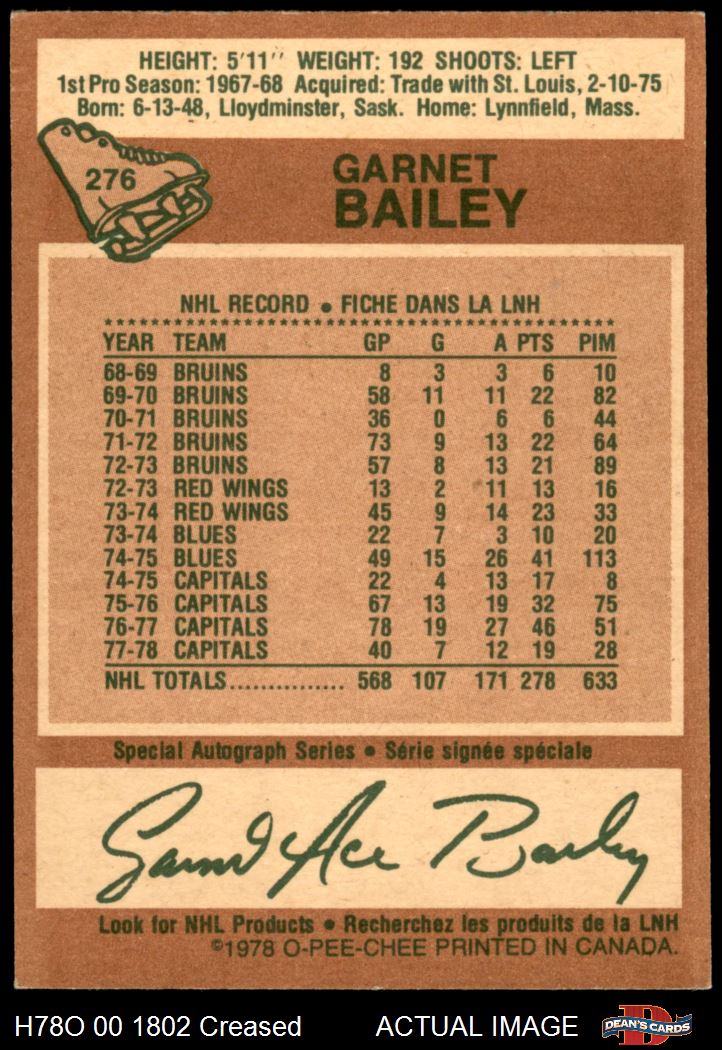 HEIGHT: 5'11'' WEIGHT: 192 SHOOTS: LEFT
1st Pro Season: 1967-68 Acquired: Trade with St. Louis, 2-10-75
Born: 6-13-48, Lloydminster, Sask. Home: Lynnfield, Mass.
276
GARNET
BAILEY
NHL RECORD • FICHE DANS LA LNH
YEAR TEAM GP G A PTS PIM
68-69 BRUINS 8 3 3 6 10
69-70 BRUINS 58 11 11 22 82
70-71 BRUINS 36 0 6 6 44
71-72 BRUINS 73 9 13 22 64
72-73 BRUINS 57 8 13 21 89
72-73 RED WINGS 13 2 11 13 16
73-74 RED WINGS 45 9 14 23 33
73-74 BLUES 22 7 3 10 20
74-75 BLUES 49 15 26 41 113
74-75 CAPITALS 22 4 13 17 8
75-76 CAPITALS 67 13 19 32 75
76-77 CAPITALS 78 19 27 46 51
77-78 CAPITALS 40 7 12 19 28
NHL TOTALS............... 568 107 171 278 633
Special Autograph Series • Série signée spéciale
Garnet Ace Bailey
Look for NHL Products • Recherchez les produits de la LNH
©1978 O-PEE-CHEE PRINTED IN CANADA.
H78O 00 1802 Creased ACTUAL IMAGE DEAN'S CARDS